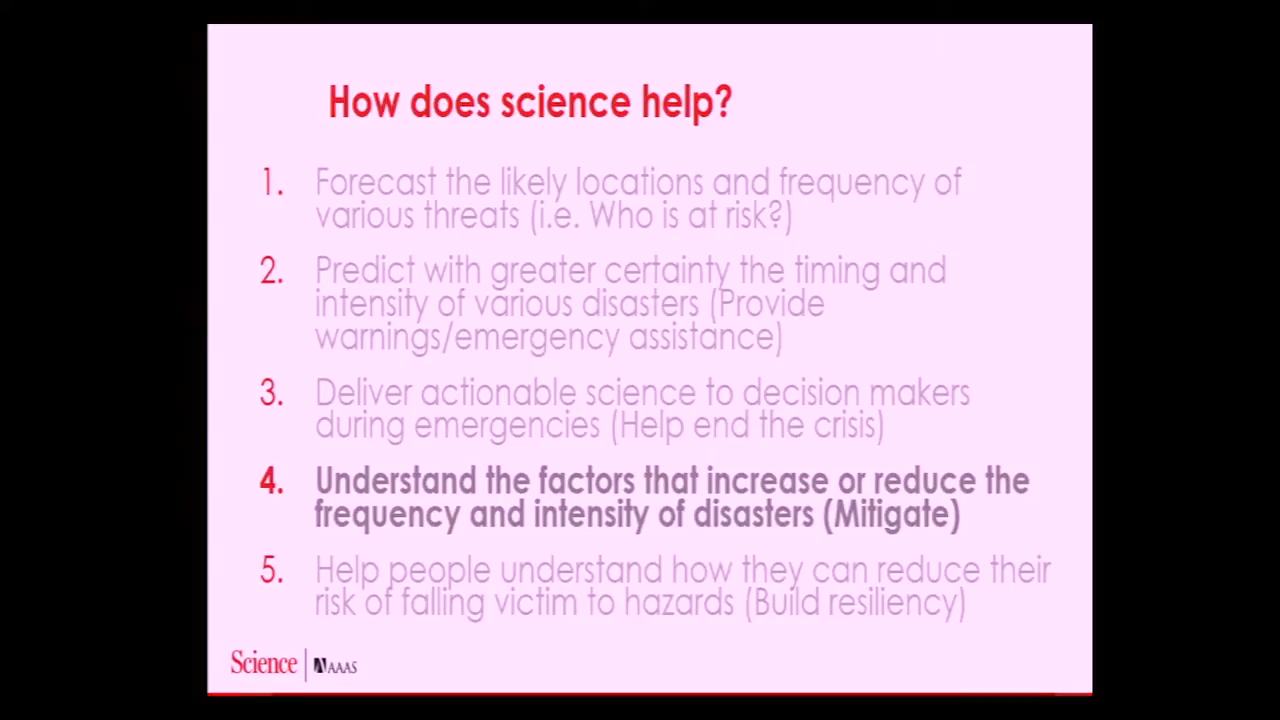 How does science help?
1. Forecast the likely locations and frequency of
various threats (i.e. Who is at risk?)
2. Predict with greater certainty the timing and
intensity of various disasters (Provide
warnings/emergency assistance)
3. Deliver actionable science to decision makers
during emergencies (Help end the crisis)
4. Understand the factors that increase or reduce the
frequency and intensity of disasters (Mitigate)
5. Help people understand how they can reduce their
risk of falling victim to hazards (Build resiliency)
Science AAAS